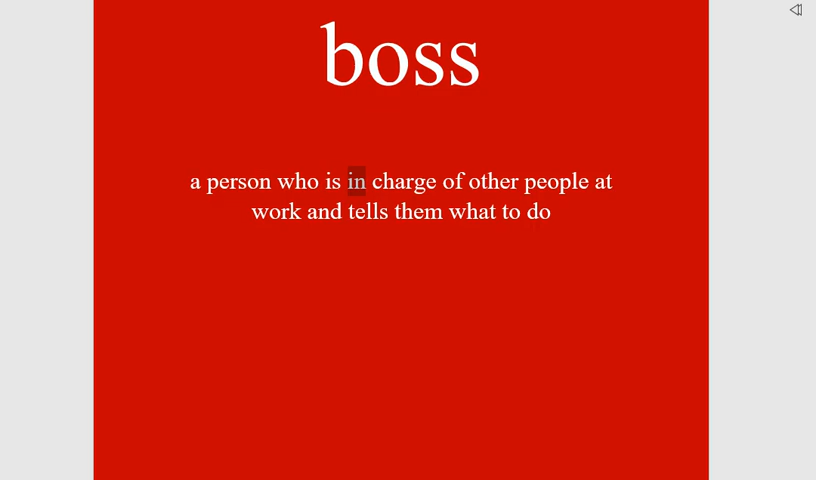 boss
a person who is in charge of other people at
work and tells them what to do